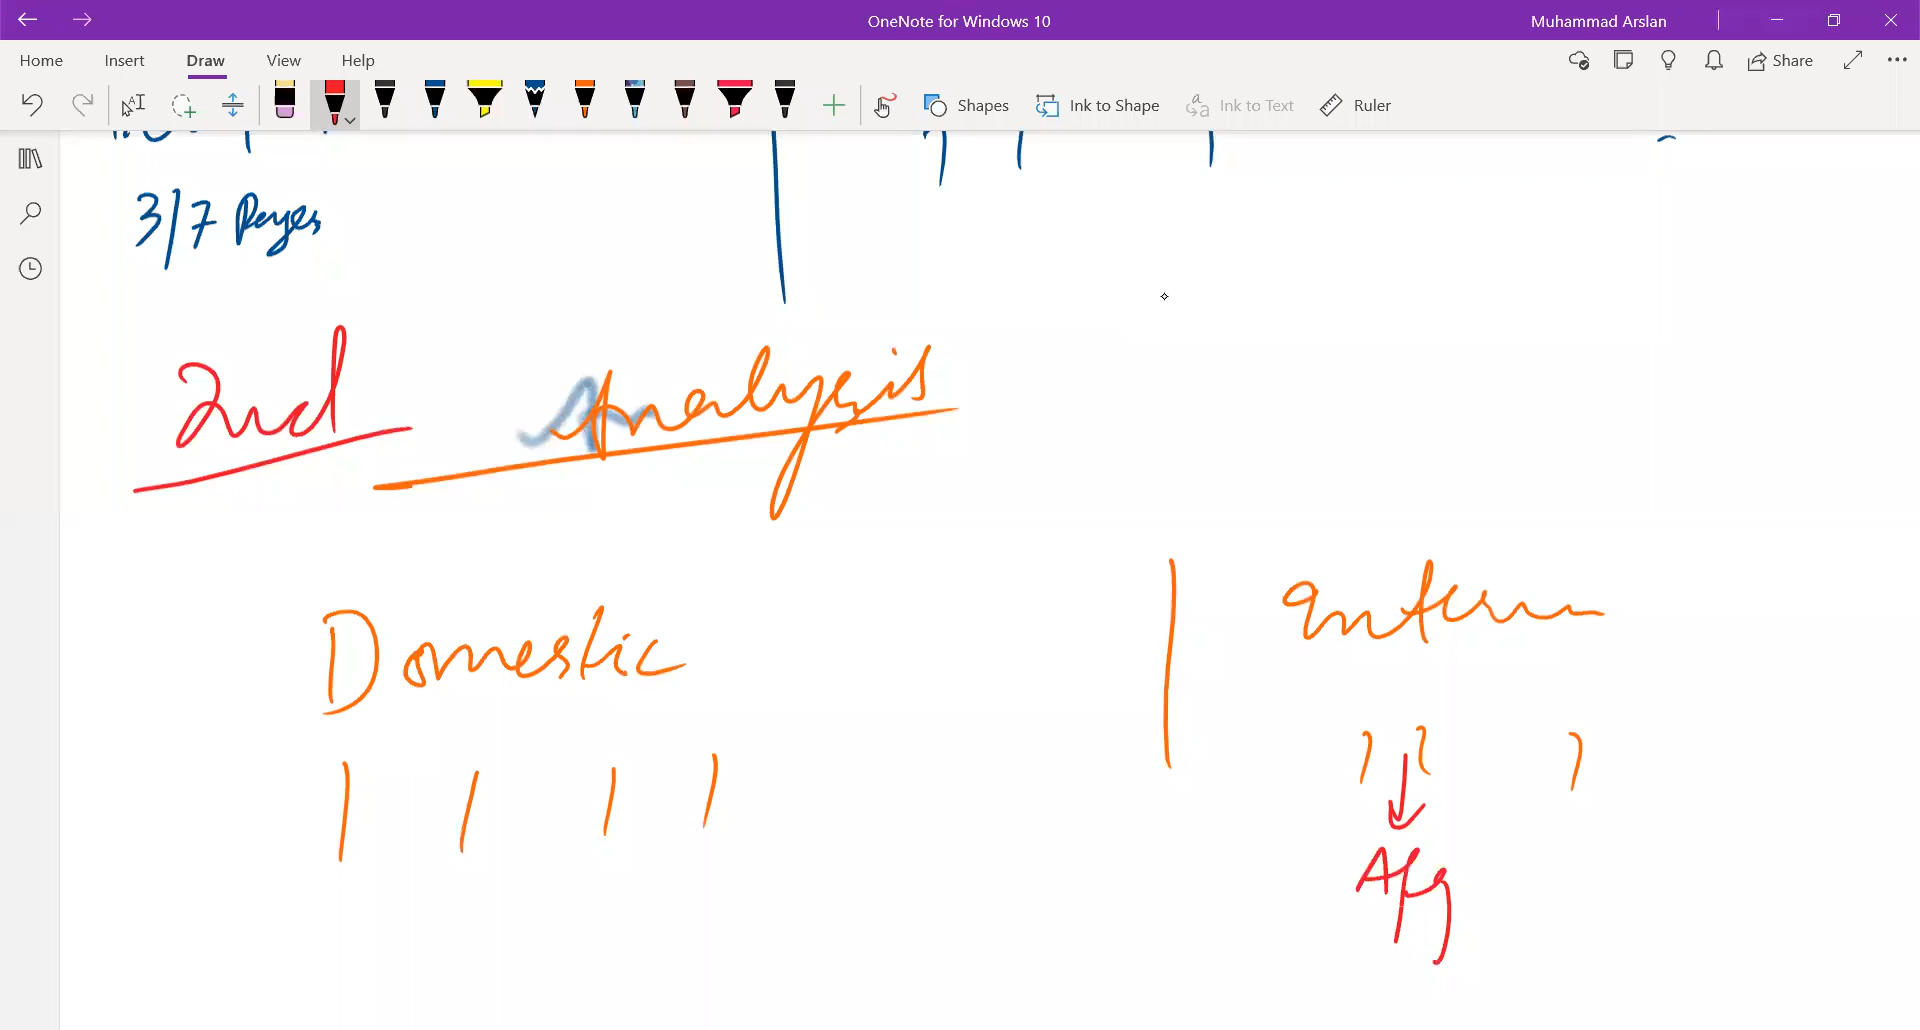 OneNote for Windows 10
Muhammad Arslan
Home Insert Draw View Help
Share
Shapes Ink to Shape Ink to Text Ruler
3/7 Pages
2nd Analysis
Domestic
Intern
Afg